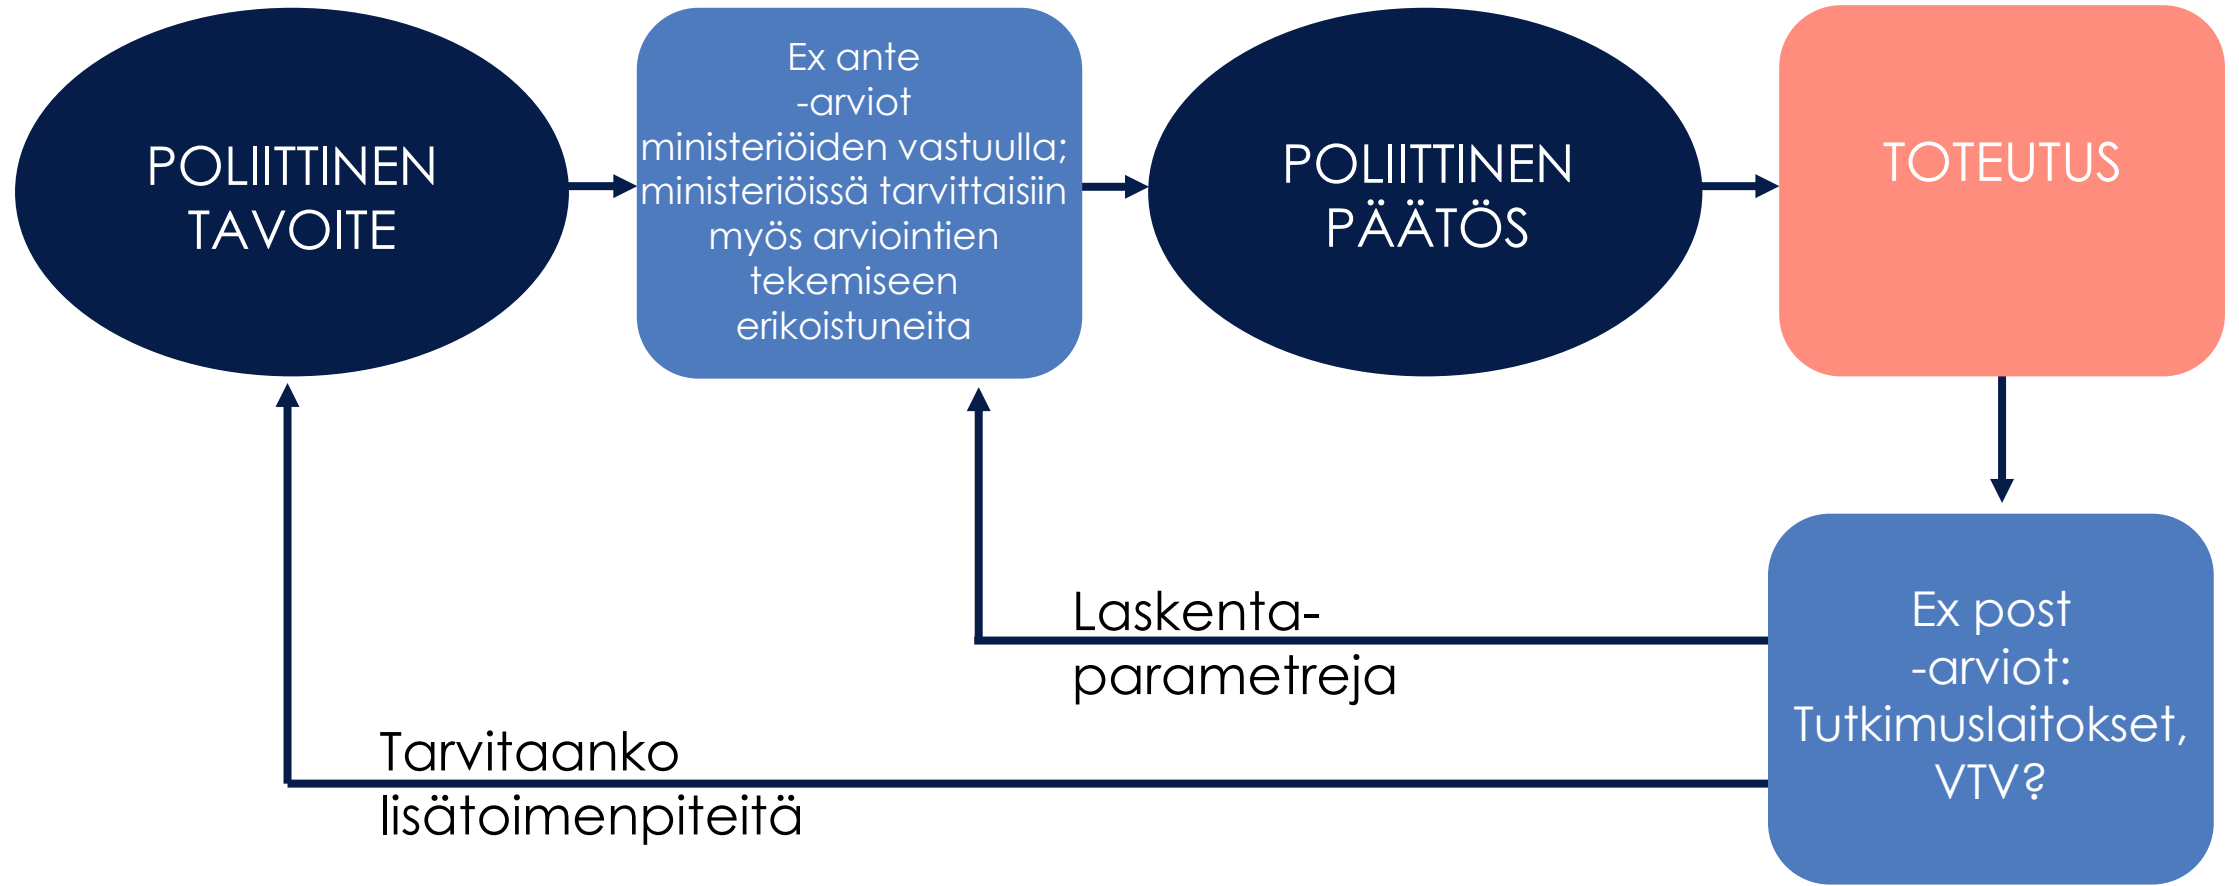 POLIITTINEN
TAVOITE
Ex ante
-arviot
ministeriöiden vastuulla;
ministeriöissä tarvittaisiin
myös arviointien
tekemiseen
erikoistuneita
POLIITTINEN
PÄÄTÖS
TOTEUTUS
Laskenta-
parametreja
Ex post
-arviot:
Tutkimuslaitokset,
VTV?
Tarvitaanko
lisätoimenpiteitä